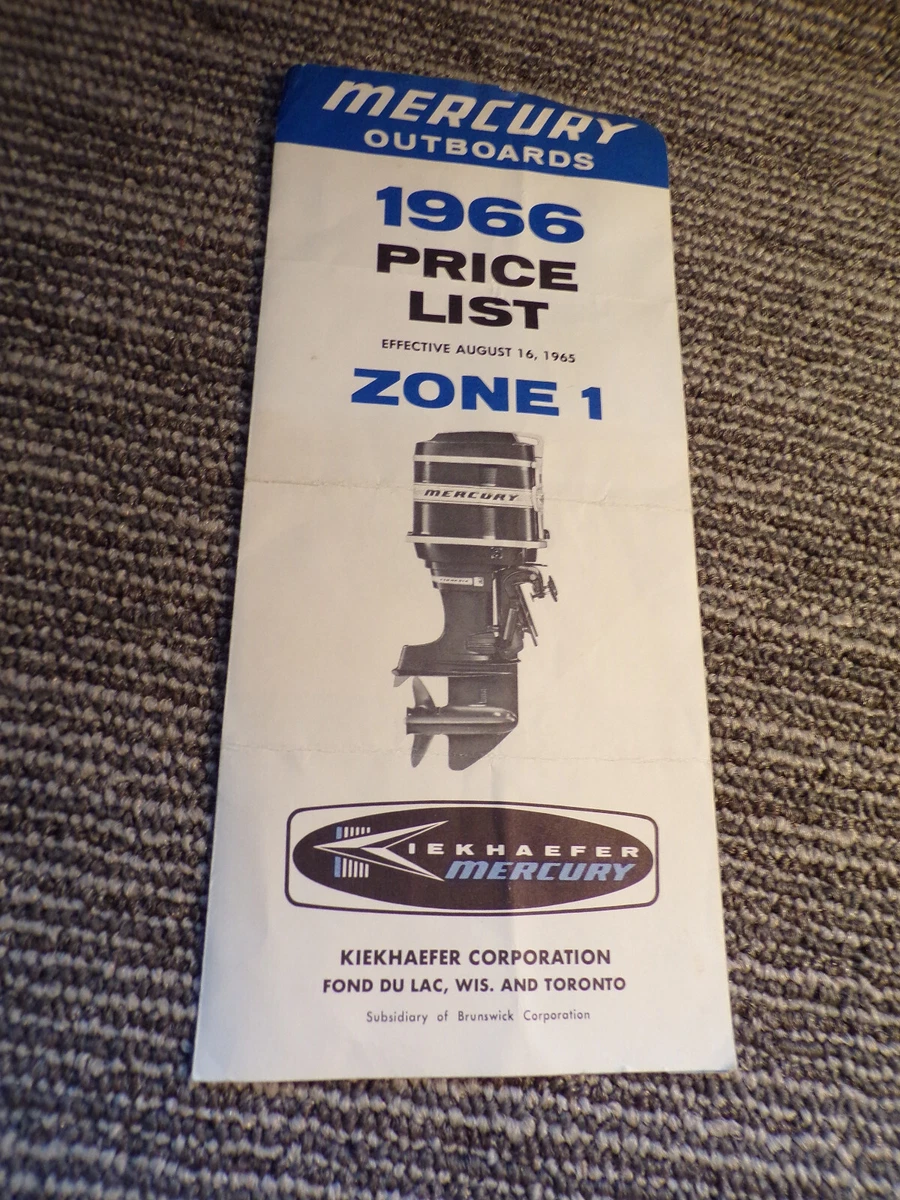 MERCURY
OUTBOARDS
1966
PRICE
LIST
EFFECTIVE AUGUST 16, 1965
ZONE 1
MERCURY
KIEKHAEFER
MERCURY
KIEKHAEFER CORPORATION
FOND DU LAC, WIS. AND TORONTO
Subsidiary of Brunswick Corporation